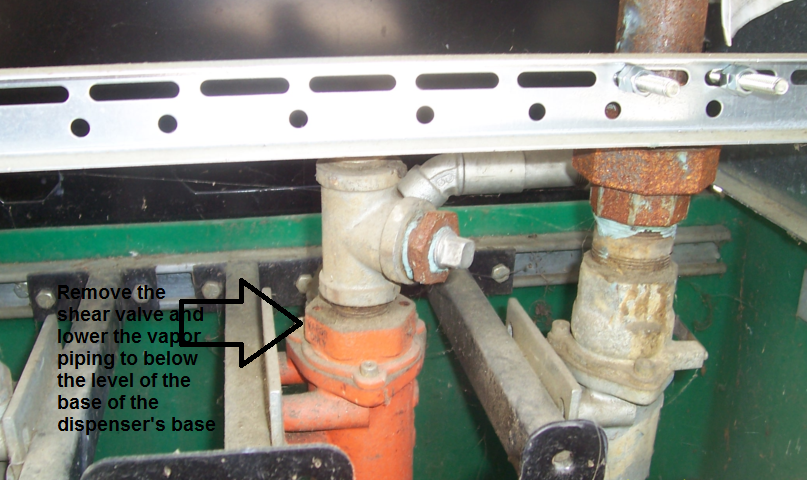 Remove the
shear valve and
lower the vapor
piping to below
the level of the
base of the
dispenser's base